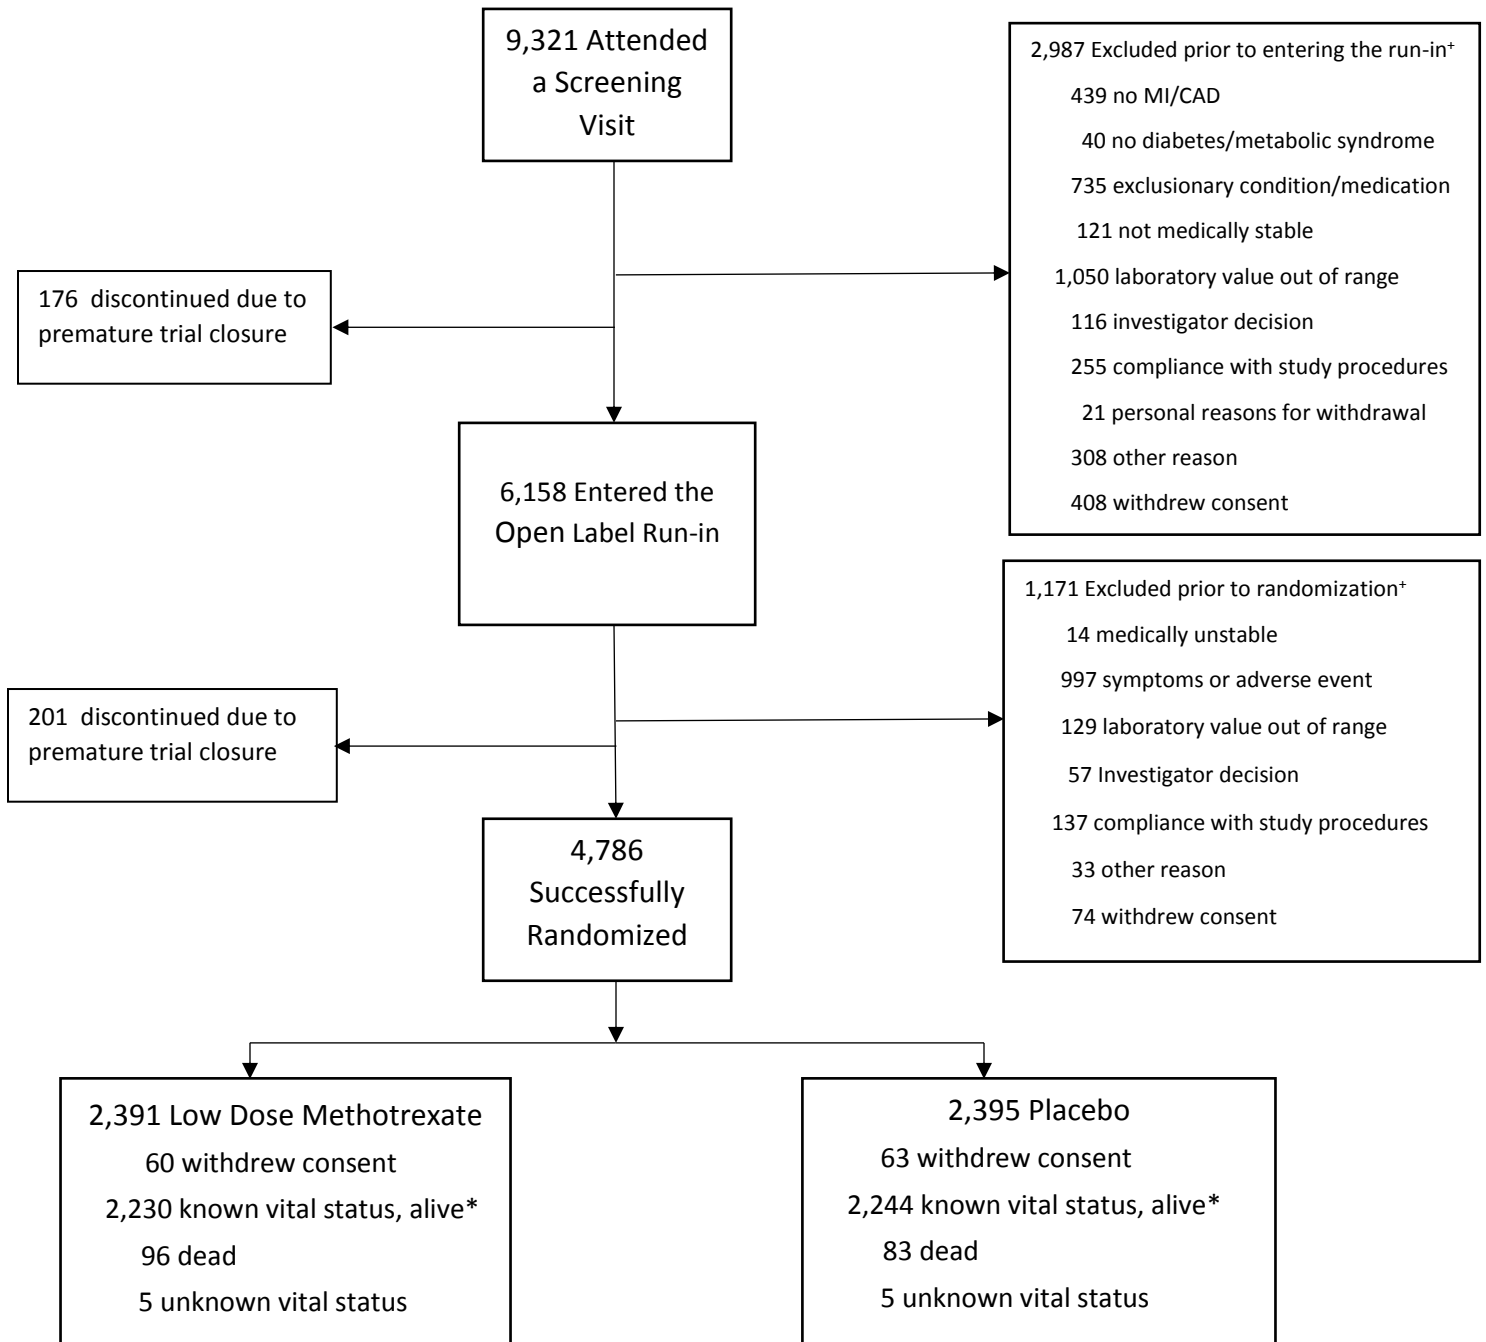 9,321 Attended
a Screening
Visit
2,987 Excluded prior to entering the run-in⁺
439 no MI/CAD
40 no diabetes/metabolic syndrome
735 exclusionary condition/medication
121 not medically stable
1,050 laboratory value out of range
116 investigator decision
255 compliance with study procedures
21 personal reasons for withdrawal
308 other reason
408 withdrew consent
176 discontinued due to
premature trial closure
6,158 Entered the
Open Label Run-in
1,171 Excluded prior to randomization⁺
14 medically unstable
997 symptoms or adverse event
129 laboratory value out of range
57 Investigator decision
137 compliance with study procedures
33 other reason
74 withdrew consent
201 discontinued due to
premature trial closure
4,786
Successfully
Randomized
2,391 Low Dose Methotrexate
60 withdrew consent
2,230 known vital status, alive*
96 dead
5 unknown vital status
2,395 Placebo
63 withdrew consent
2,244 known vital status, alive*
83 dead
5 unknown vital status